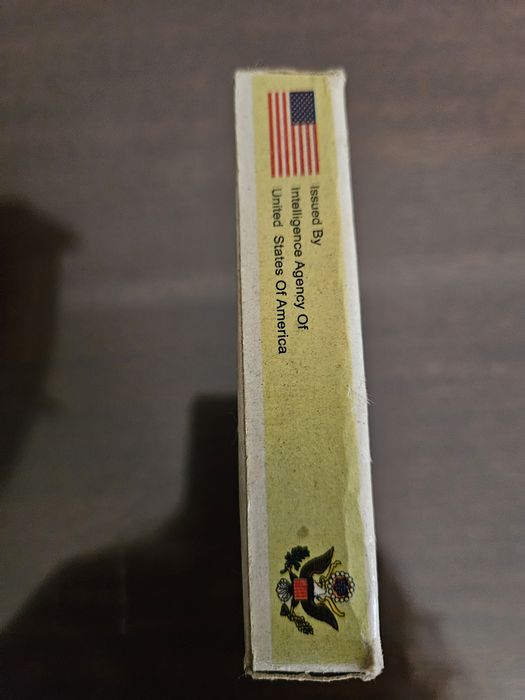 Issued By
Intelligence Agency Of
United States Of America